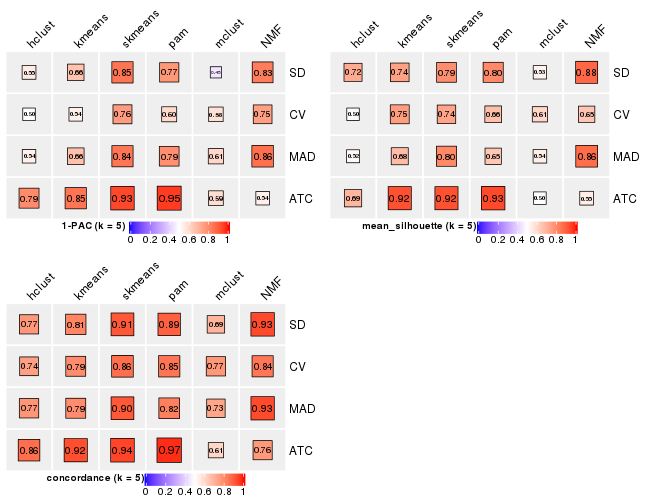 hclust kmeans skmeans pam mclust NMF
0.55 0.66 0.85 0.77 0.45 0.83 SD
0.50 0.54 0.76 0.60 0.58 0.75 CV
0.54 0.66 0.84 0.79 0.61 0.86 MAD
0.79 0.85 0.93 0.95 0.59 0.54 ATC
1-PAC (k = 5)
0 0.2 0.4 0.6 0.8 1
hclust kmeans skmeans pam mclust NMF
0.72 0.74 0.79 0.80 0.53 0.88 SD
0.50 0.75 0.74 0.66 0.61 0.65 CV
0.52 0.68 0.80 0.65 0.54 0.86 MAD
0.69 0.92 0.92 0.93 0.50 0.55 ATC
mean_silhouette (k = 5)
0 0.2 0.4 0.6 0.8 1
hclust kmeans skmeans pam mclust NMF
0.77 0.81 0.91 0.89 0.69 0.93 SD
0.74 0.79 0.86 0.85 0.77 0.84 CV
0.77 0.79 0.90 0.82 0.73 0.93 MAD
0.86 0.92 0.94 0.97 0.61 0.76 ATC
concordance (k = 5)
0 0.2 0.4 0.6 0.8 1